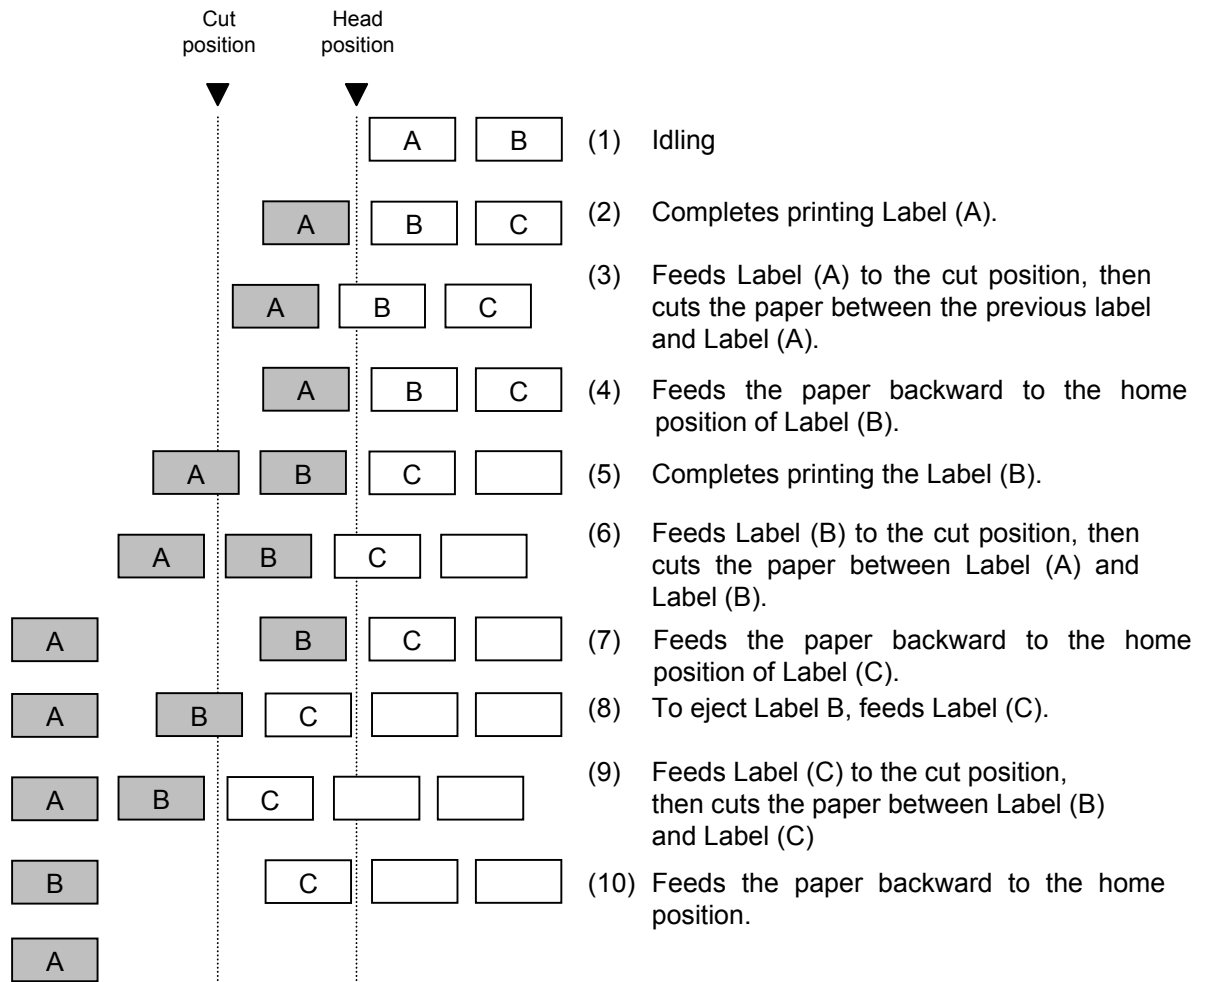 Cut Head
position position
A B (1) Idling
A B C (2) Completes printing Label (A).
A B C (3) Feeds Label (A) to the cut position, then
cuts the paper between the previous label
and Label (A).
A B C (4) Feeds the paper backward to the home
position of Label (B).
A B C (5) Completes printing the Label (B).
A B C (6) Feeds Label (B) to the cut position, then
cuts the paper between Label (A) and
Label (B).
A B C (7) Feeds the paper backward to the home
position of Label (C).
A B C (8) To eject Label B, feeds Label (C).
A B C (9) Feeds Label (C) to the cut position,
then cuts the paper between Label (B)
and Label (C)
B C (10) Feeds the paper backward to the home
position.
A